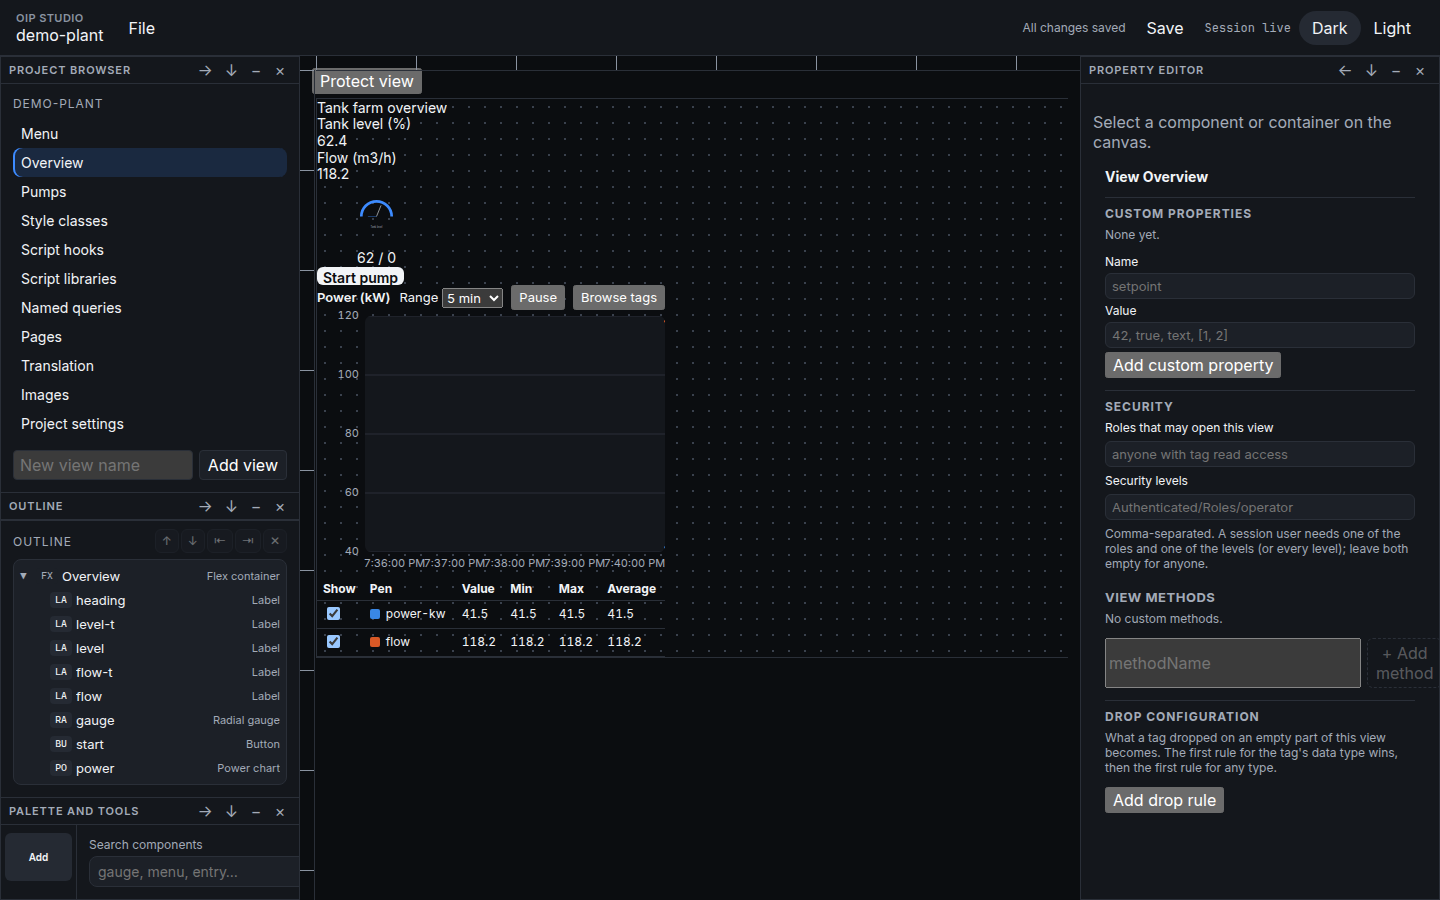 OIP STUDIO
demo-plant
File
All changes saved
Save
Session live
Dark
Light
PROJECT BROWSER
DEMO-PLANT
Menu
Overview
Pumps
Style classes
Script hooks
Script libraries
Named queries
Pages
Translation
Images
Project settings
New view name
Add view
OUTLINE
OUTLINE
FX Overview Flex container
LA heading Label
LA level-t Label
LA level Label
LA flow-t Label
LA flow Label
RA gauge Radial gauge
BU start Button
PO power Power chart
PALETTE AND TOOLS
Add
Search components
gauge, menu, entry...
Protect view
Tank farm overview
Tank level (%)
62.4
Flow (m3/h)
118.2
62 / 0
Start pump
Power (kW) Range 5 min Pause Browse tags
120
100
80
60
40
7:36:00 PM 7:37:00 PM 7:38:00 PM 7:39:00 PM 7:40:00 PM
Show Pen Value Min Max Average
power-kw 41.5 41.5 41.5 41.5
flow 118.2 118.2 118.2 118.2
PROPERTY EDITOR
Select a component or container on the
canvas.
View Overview
CUSTOM PROPERTIES
None yet.
Name
setpoint
Value
42, true, text, [1, 2]
Add custom property
SECURITY
Roles that may open this view
anyone with tag read access
Security levels
Authenticated/Roles/operator
Comma-separated. A session user needs one of the
roles and one of the levels (or every level); leave both
empty for anyone.
VIEW METHODS
No custom methods.
methodName
+ Add
method
DROP CONFIGURATION
What a tag dropped on an empty part of this view
becomes. The first rule for the tag's data type wins,
then the first rule for any type.
Add drop rule